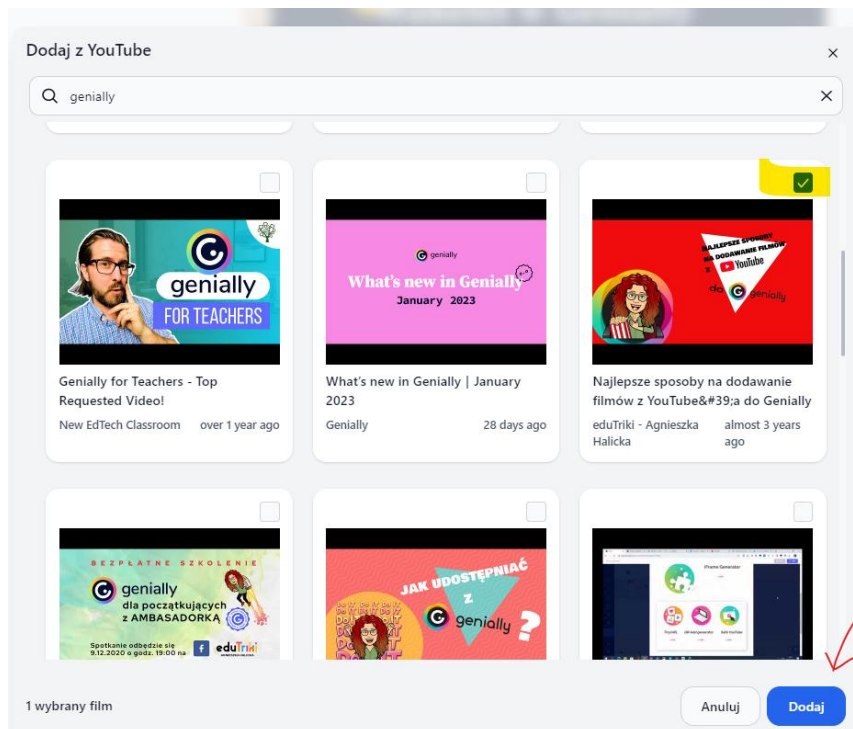 Dodaj z YouTube
genially
genially
FOR TEACHERS
Genially for Teachers - Top
Requested Video!
New EdTech Classroom over 1 year ago
genially
What's new in Genially
January 2023
What's new in Genially | January
2023
Genially 28 days ago
NAJLEPSZE SPOSOBY
NA DODAWANIE FILMÓW
Z YouTube
do genially
Najlepsze sposoby na dodawanie
filmów z YouTube&#39;a do Genially
eduTriki - Agnieszka
Halicka
almost 3 years
ago
BEZPŁATNE SZKOLENIE
genially
dla początkujących
z AMBASADORKĄ
Spotkanie odbędzie się
9.12.2020 o godz. 19:00 na
eduTriki
JAK UDOSTĘPNIAĆ
Z
genially ?
iFrame Generator
1 wybrany film
Anuluj
Dodaj